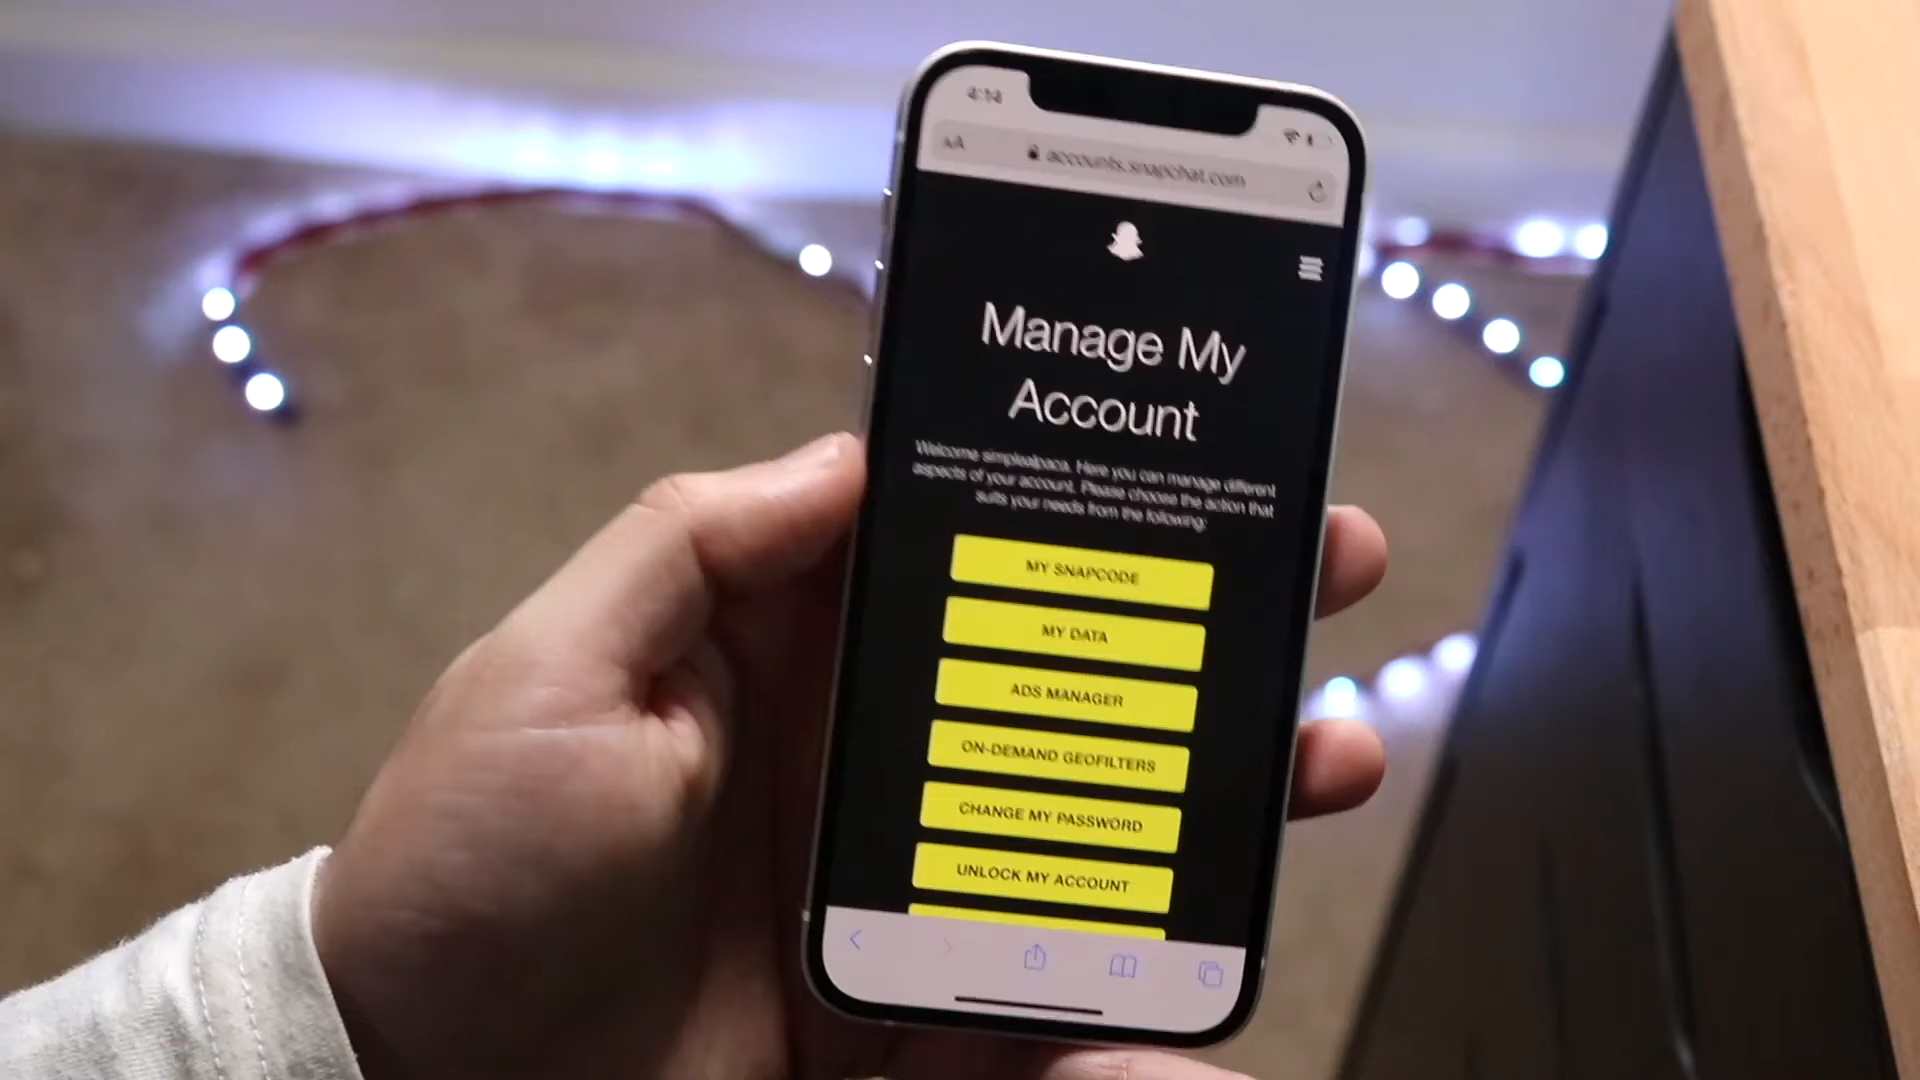 4:14
AA accounts.snapchat.com
Manage My
Account
Welcome simplealpaca. Here you can manage different
aspects of your account. Please choose the action that
suits your needs from the following:
MY SNAPCODE
MY DATA
ADS MANAGER
ON-DEMAND GEOFILTERS
CHANGE MY PASSWORD
UNLOCK MY ACCOUNT